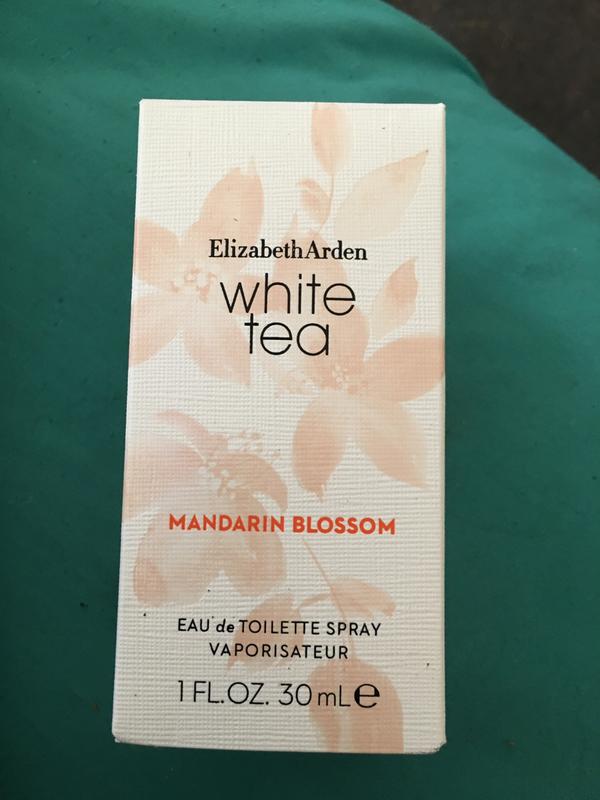 ElizabethArden
white
tea
MANDARIN BLOSSOM
EAU de TOILETTE SPRAY
VAPORISATEUR
1 FL.OZ. 30 mL ℮